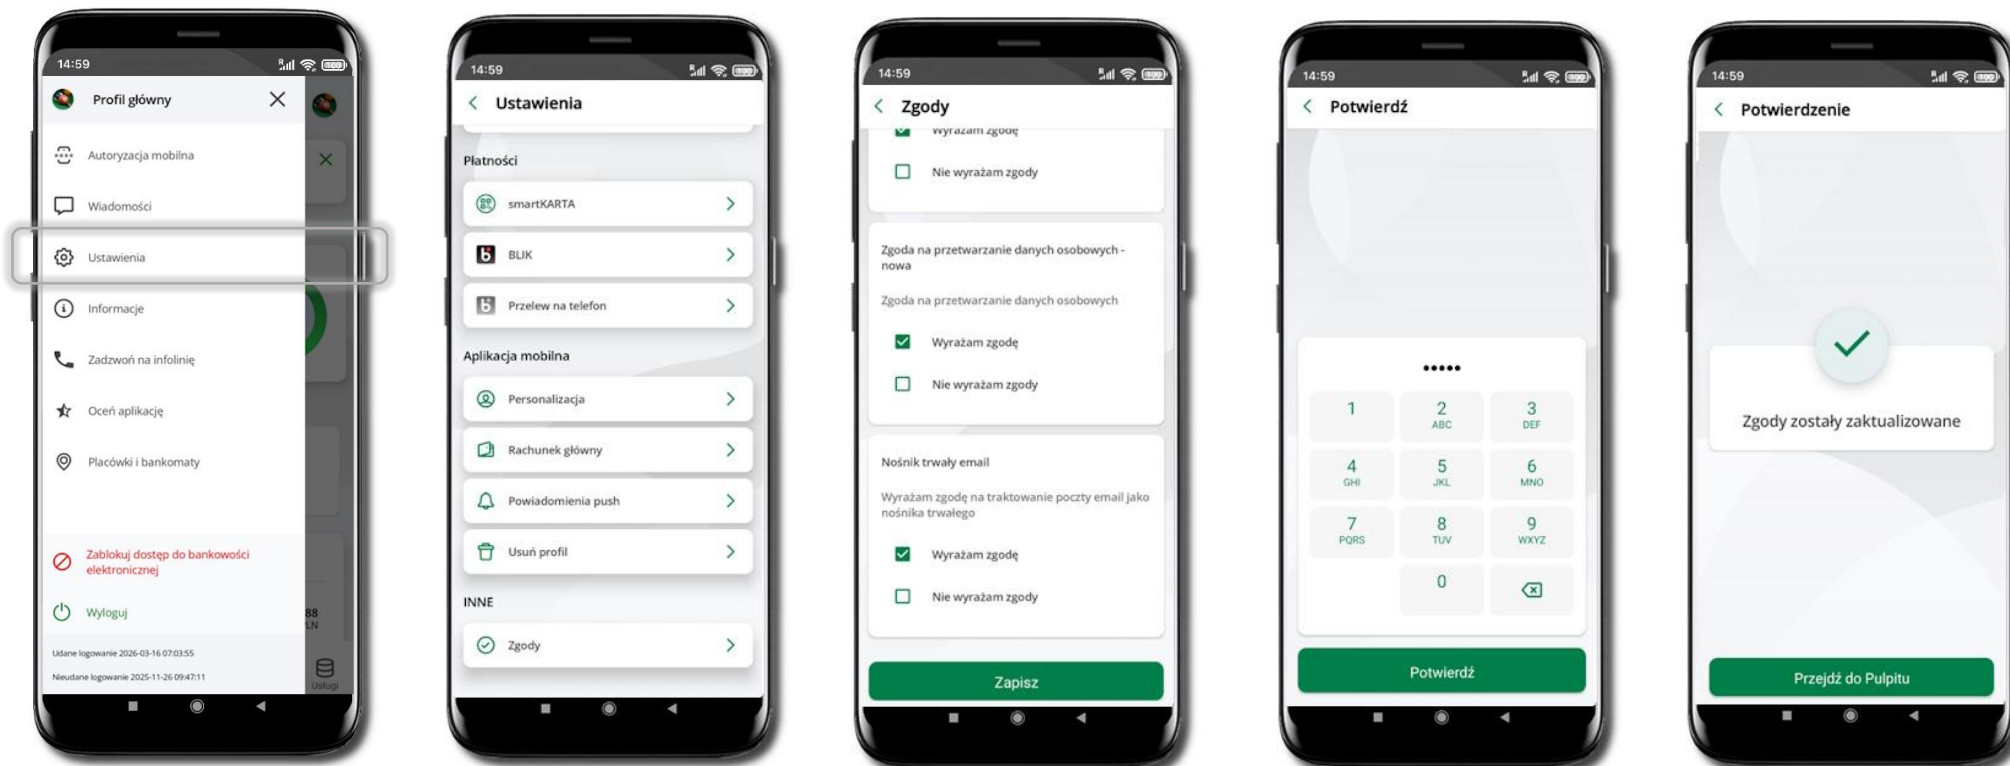 14:59
Profil główny
Autoryzacja mobilna
Wiadomości
Ustawienia
Informacje
Zadzwoń na infolinię
Oceń aplikację
Placówki i bankomaty
Zablokuj dostęp do bankowości
elektronicznej
Wyloguj
88
LN
Udane logowanie 2026-03-16 07:03:55
Nieudane logowanie 2025-11-26 09:47:11
Usługi
14:59
Ustawienia
Płatności
smartKARTA
BLIK
Przelew na telefon
Aplikacja mobilna
Personalizacja
Rachunek główny
Powiadomienia push
Usuń profil
INNE
Zgody
14:59
Zgody
Wyrażam zgodę
Nie wyrażam zgody
Zgoda na przetwarzanie danych osobowych -
nowa
Zgoda na przetwarzanie danych osobowych
Wyrażam zgodę
Nie wyrażam zgody
Nośnik trwały email
Wyrażam zgodę na traktowanie poczty email jako
nośnika trwałego
Wyrażam zgodę
Nie wyrażam zgody
Zapisz
14:59
Potwierdź
1 2 3
ABC DEF
4 5 6
GHI JKL MNO
7 8 9
PQRS TUV WXYZ
0
Potwierdź
14:59
Potwierdzenie
Zgody zostały zaktualizowane
Przejdź do Pulpitu